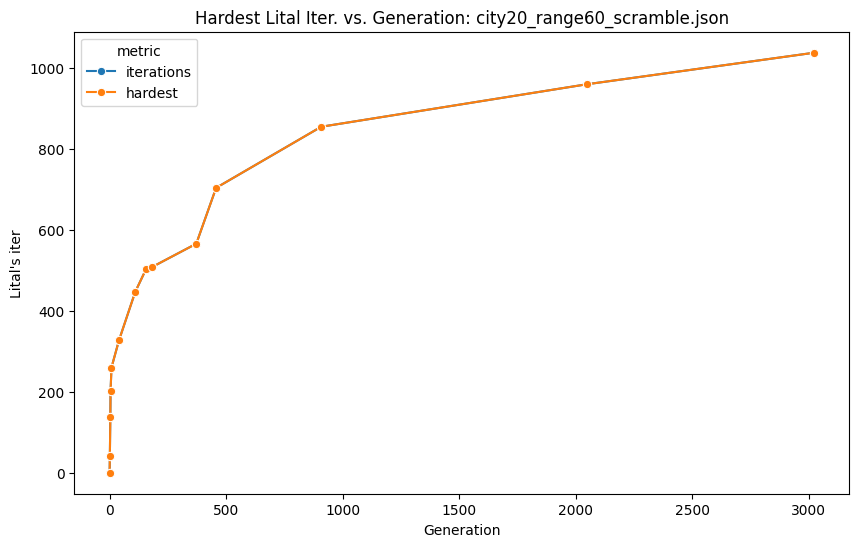 Hardest Lital Iter. vs. Generation: city20_range60_scramble.json
metric
iterations
hardest
Lital's iter
1000
800
600
400
200
0
0 500 1000 1500 2000 2500 3000
Generation